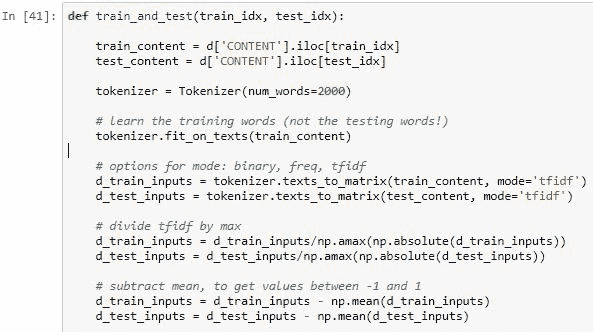 In [41]: def train_and_test(train_idx, test_idx):
train_content = d['CONTENT'].iloc[train_idx]
test_content = d['CONTENT'].iloc[test_idx]
tokenizer = Tokenizer(num_words=2000)
# learn the training words (not the testing words!)
tokenizer.fit_on_texts(train_content)
# options for mode: binary, freq, tfidf
d_train_inputs = tokenizer.texts_to_matrix(train_content, mode='tfidf')
d_test_inputs = tokenizer.texts_to_matrix(test_content, mode='tfidf')
# divide tfidf by max
d_train_inputs = d_train_inputs/np.amax(np.absolute(d_train_inputs))
d_test_inputs = d_test_inputs/np.amax(np.absolute(d_test_inputs))
# subtract mean, to get values between -1 and 1
d_train_inputs = d_train_inputs - np.mean(d_train_inputs)
d_test_inputs = d_test_inputs - np.mean(d_test_inputs)